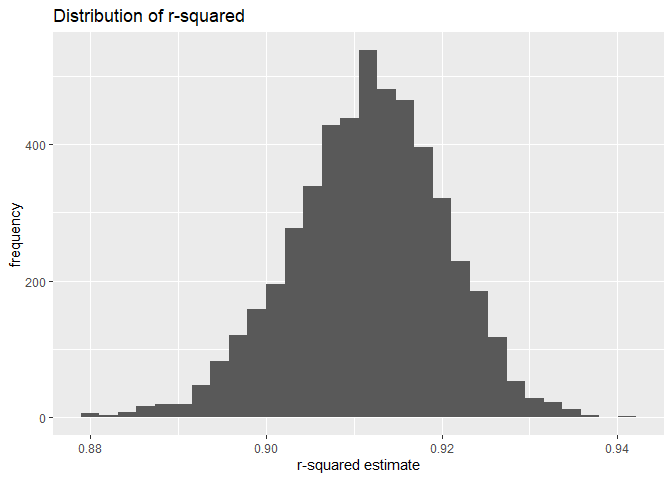 Distribution of r-squared
frequency
400
200
0
0.88
0.90
0.92
0.94
r-squared estimate